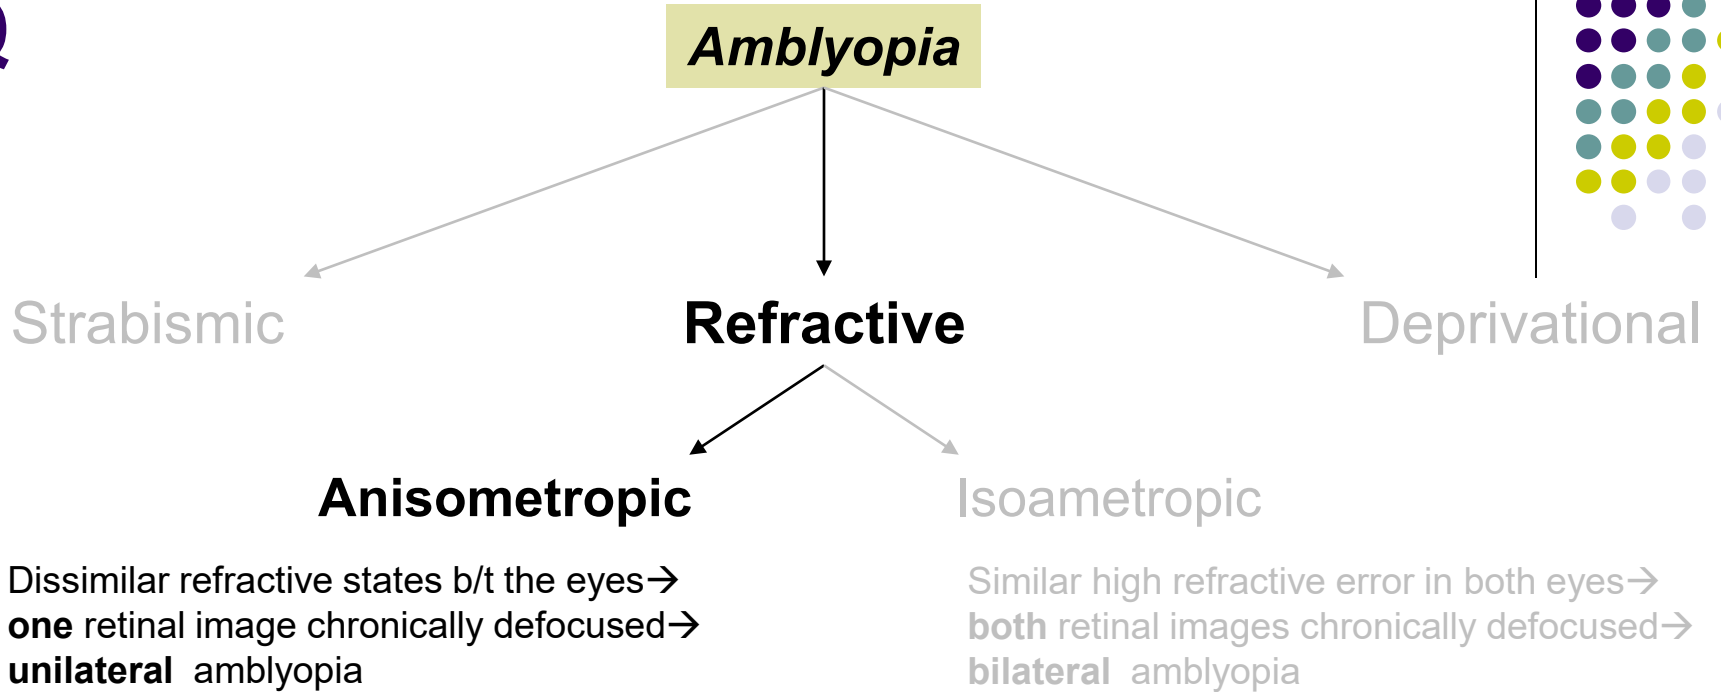 Q
Amblyopia
Strabismic
Refractive
Deprivational
Anisometropic
Isoametropic
Dissimilar refractive states b/t the eyes→
one retinal image chronically defocused→
unilateral amblyopia
Similar high refractive error in both eyes→
both retinal images chronically defocused→
bilateral amblyopia